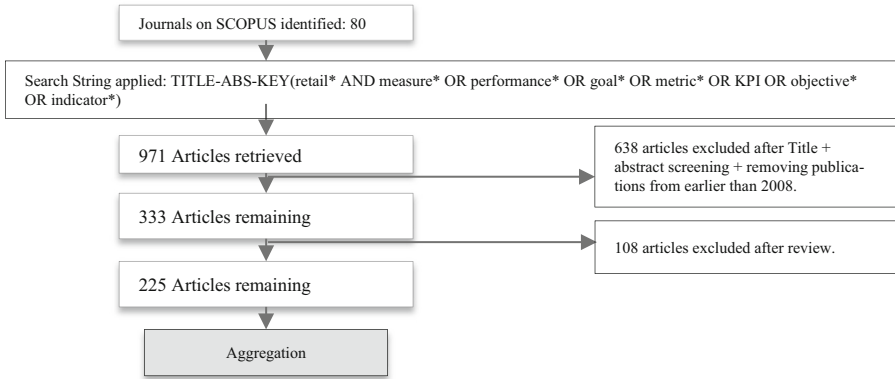 Journals on SCOPUS identified: 80
Search String applied: TITLE-ABS-KEY(retail* AND measure* OR performance* OR goal* OR metric* OR KPI OR objective*
OR indicator*)
971 Articles retrieved
638 articles excluded after Title +
abstract screening + removing publica-
tions from earlier than 2008.
333 Articles remaining
108 articles excluded after review.
225 Articles remaining
Aggregation